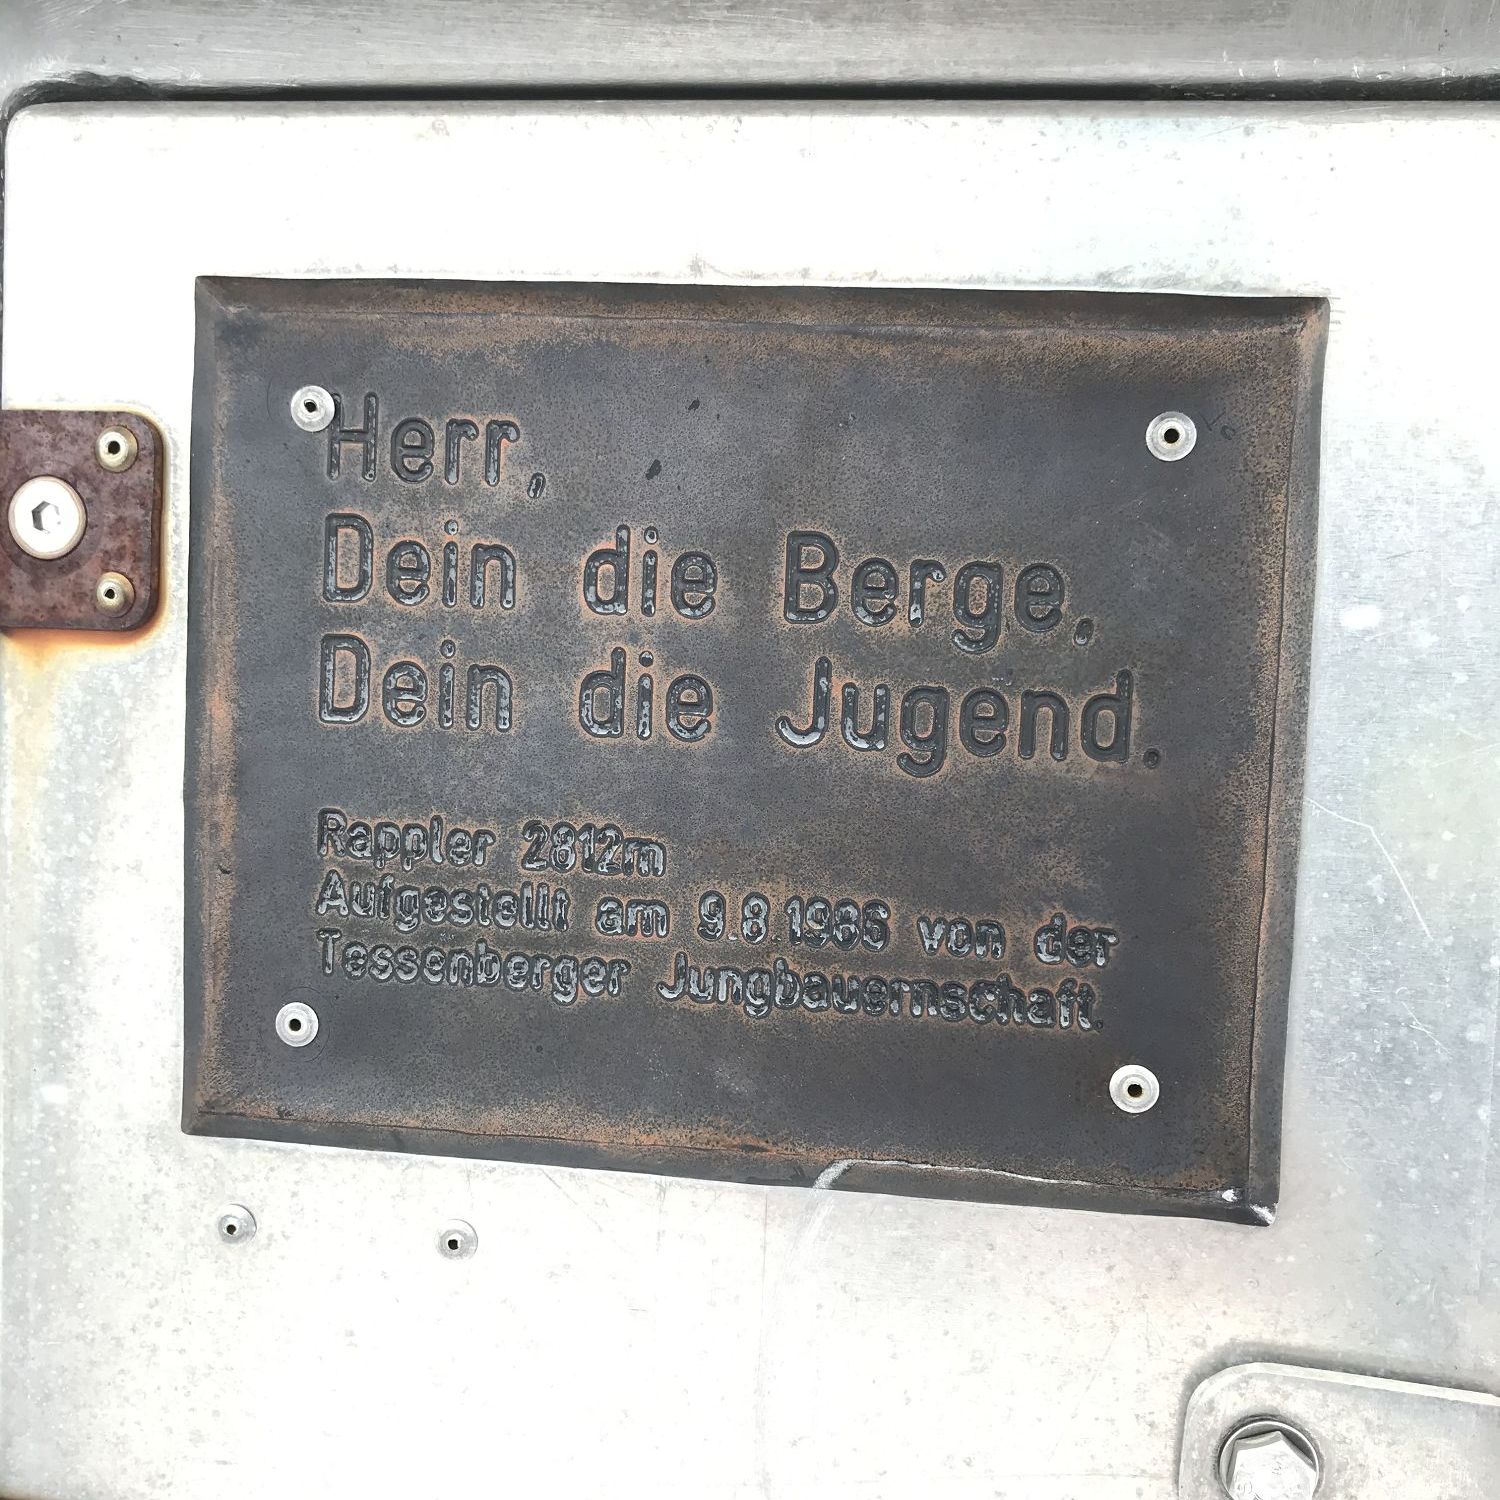 Herr,
Dein die Berge,
Dein die Jugend.
Rappler 2812m
Aufgestellt am 9.8.1986 von der
Tessenberger Jungbauernschaft.